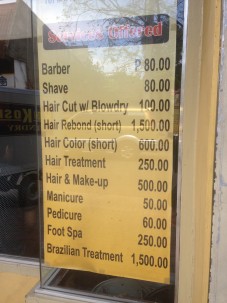 Services Offered
Barber P 80.00
Shave 80.00
Hair Cut w/ Blowdry 100.00
Hair Rebond (short) 1,500.00
Hair Color (short) 600.00
Hair Treatment 250.00
Hair & Make-up 500.00
Manicure 50.00
Pedicure 60.00
Foot Spa 250.00
Brazilian Treatment 1,500.00